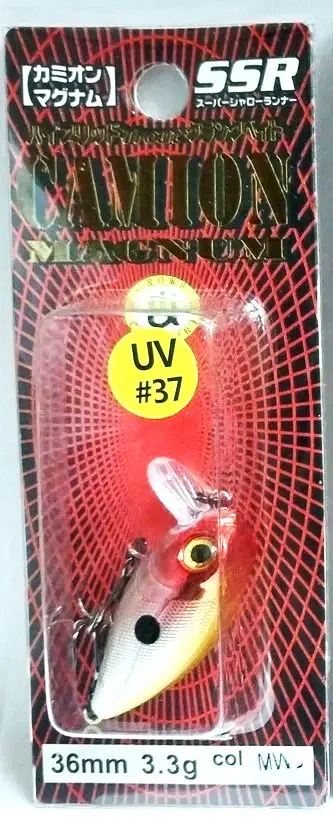 【カミオン
マグナム】
SSR
スーパーシャローランナー
CAMION
MAGNUM
UV
#37
36mm 3.3g col MW